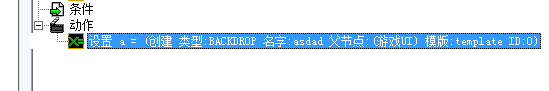 条件
动作
设置 a = (创建 类型:BACKDROP 名字:asdad 父节点:(游戏UI) 模版:template ID:0)